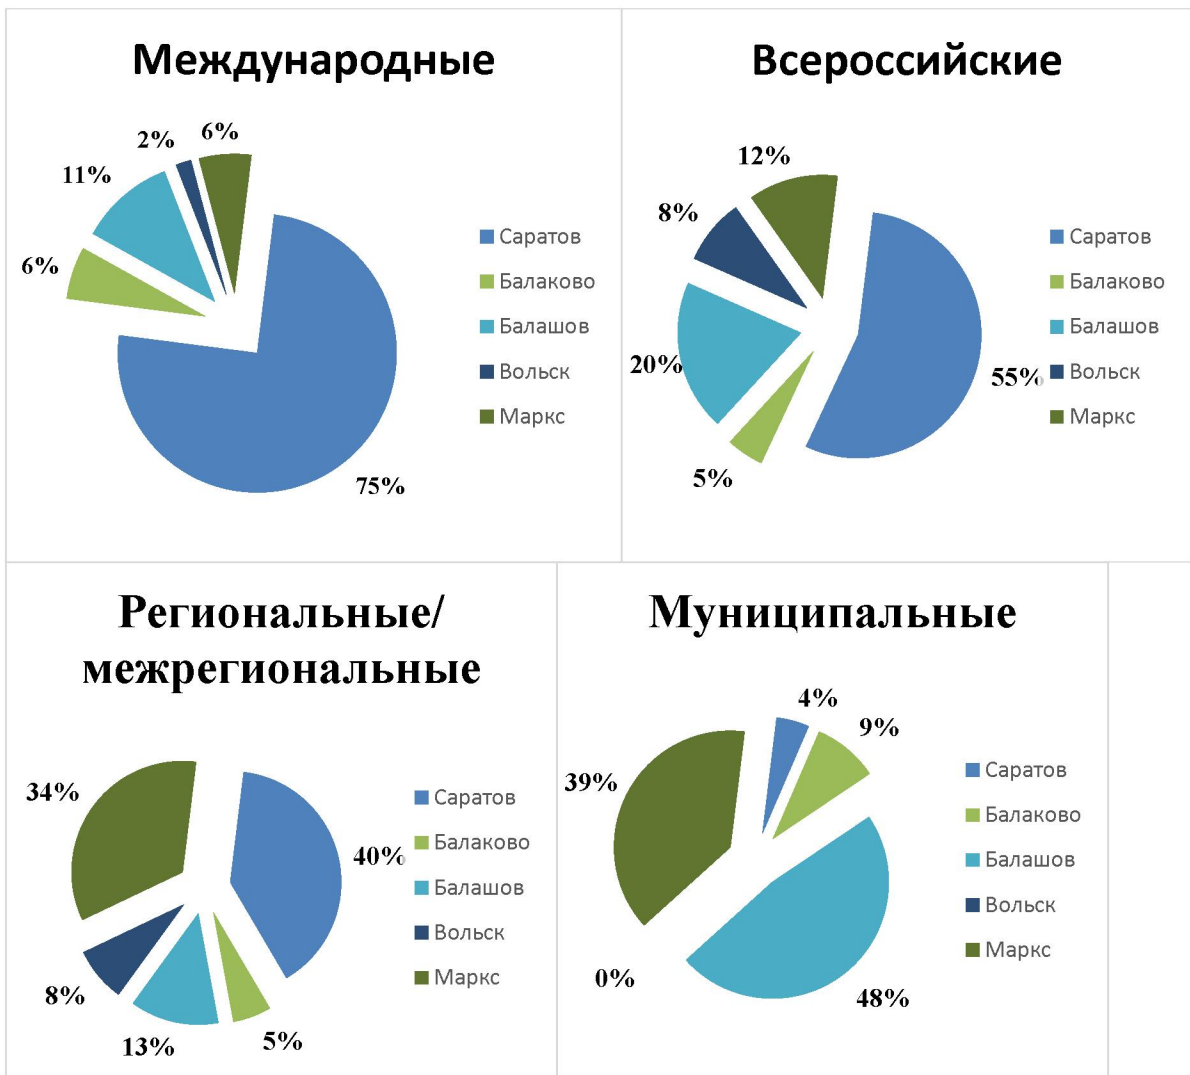 Международные
2%
6%
11%
6%
75%
Саратов
Балаково
Балашов
Вольск
Маркс
Всероссийские
12%
8%
20%
5%
55%
Саратов
Балаково
Балашов
Вольск
Маркс
Региональные/
межрегиональные
34%
40%
8%
13%
5%
Саратов
Балаково
Балашов
Вольск
Маркс
Муниципальные
4%
9%
39%
0%
48%
Саратов
Балаково
Балашов
Вольск
Маркс